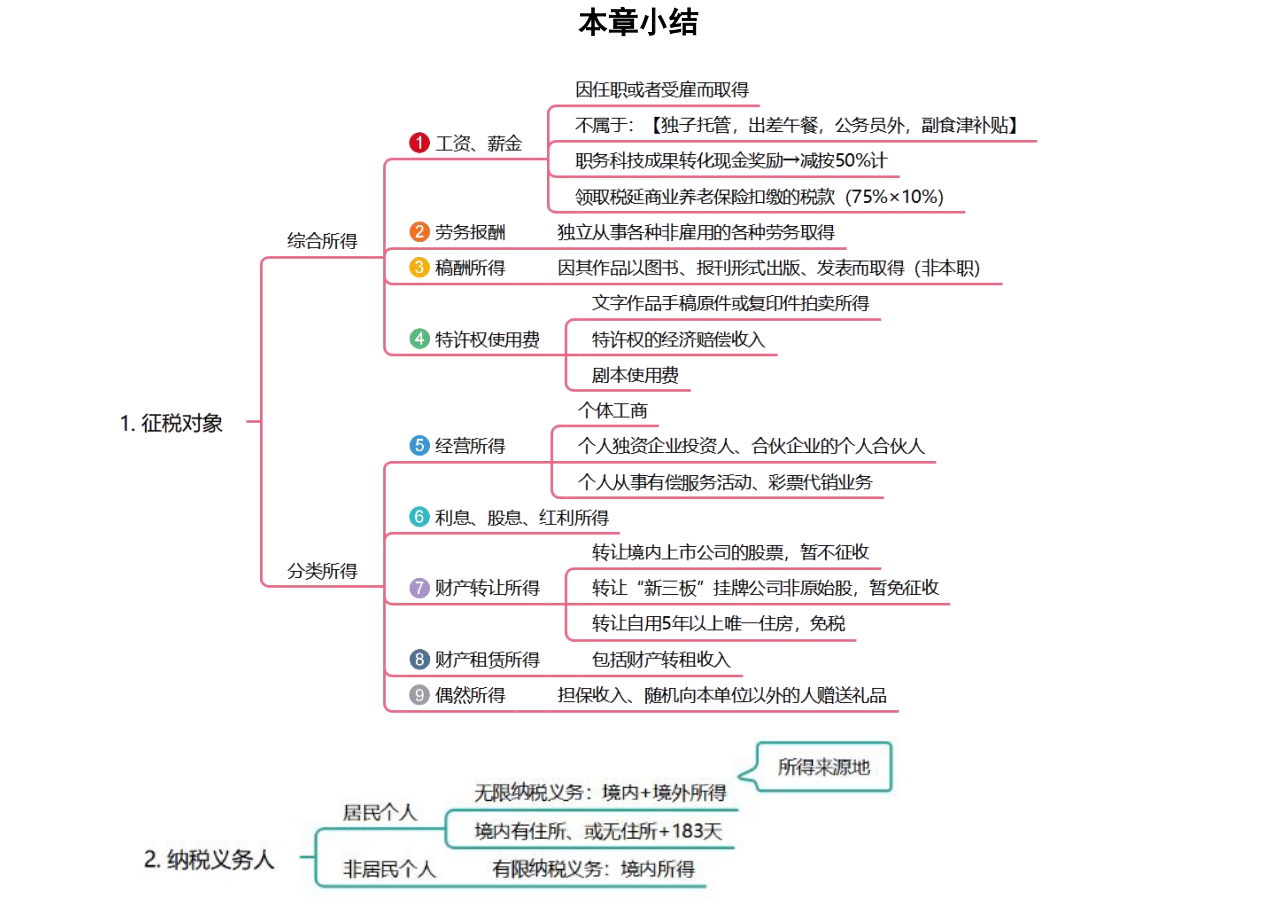 本章小结
1. 征税对象
综合所得
1 工资、薪金
因任职或者受雇而取得
不属于：【独子托管，出差午餐，公务员外，副食津补贴】
职务科技成果转化现金奖励→减按50%计
领取税延商业养老保险扣缴的税款（75%×10%）
2 劳务报酬
独立从事各种非雇用的各种劳务取得
3 稿酬所得
因其作品以图书、报刊形式出版、发表而取得（非本职）
4 特许权使用费
文字作品手稿原件或复印件拍卖所得
特许权的经济赔偿收入
剧本使用费
分类所得
5 经营所得
个体工商
个人独资企业投资人、合伙企业的个人合伙人
个人从事有偿服务活动、彩票代销业务
6 利息、股息、红利所得
7 财产转让所得
转让境内上市公司的股票，暂不征收
转让“新三板”挂牌公司非原始股，暂免征收
转让自用5年以上唯一住房，免税
8 财产租赁所得
包括财产转租收入
9 偶然所得
担保收入、随机向本单位以外的人赠送礼品
2. 纳税义务人
居民个人
无限纳税义务：境内+境外所得
所得来源地
境内有住所、或无住所+183天
非居民个人
有限纳税义务：境内所得